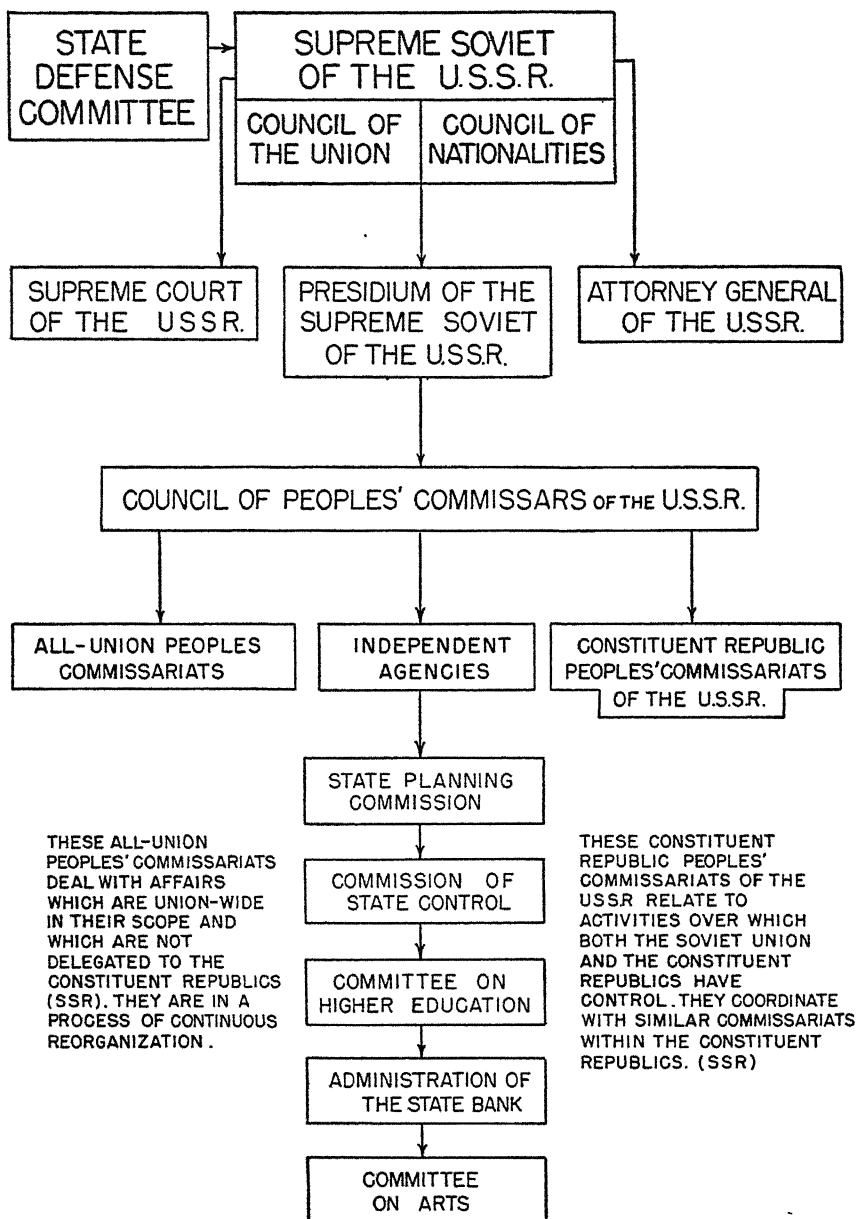 STATE
DEFENSE
COMMITTEE
SUPREME SOVIET
OF THE U.S.S.R.
COUNCIL OF
THE UNION
COUNCIL OF
NATIONALITIES
SUPREME COURT
OF THE USSR.
PRESIDIUM OF THE
SUPREME SOVIET
OF THE U.S.S.R.
ATTORNEY GENERAL
OF THE U.S.S.R.
COUNCIL OF PEOPLES' COMMISSARS OF THE U.S.S.R.
ALL-UNION PEOPLES
COMMISSARIATS
INDEPENDENT
AGENCIES
CONSTITUENT REPUBLIC
PEOPLES' COMMISSARIATS
OF THE U.S.S.R.
STATE PLANNING
COMMISSION
COMMISSION OF
STATE CONTROL
COMMITTEE ON
HIGHER EDUCATION
ADMINISTRATION OF
THE STATE BANK
COMMITTEE
ON ARTS
THESE ALL-UNION
PEOPLES' COMMISSARIATS
DEAL WITH AFFAIRS
WHICH ARE UNION-WIDE
IN THEIR SCOPE AND
WHICH ARE NOT
DELEGATED TO THE
CONSTITUENT REPUBLICS
(SSR). THEY ARE IN A
PROCESS OF CONTINUOUS
REORGANIZATION.
THESE CONSTITUENT
REPUBLIC PEOPLES'
COMMISSARIATS OF THE
USSR RELATE TO
ACTIVITIES OVER WHICH
BOTH THE SOVIET UNION
AND THE CONSTITUENT
REPUBLICS HAVE
CONTROL. THEY COORDINATE
WITH SIMILAR COMMISSARIATS
WITHIN THE CONSTITUENT
REPUBLICS. (SSR)